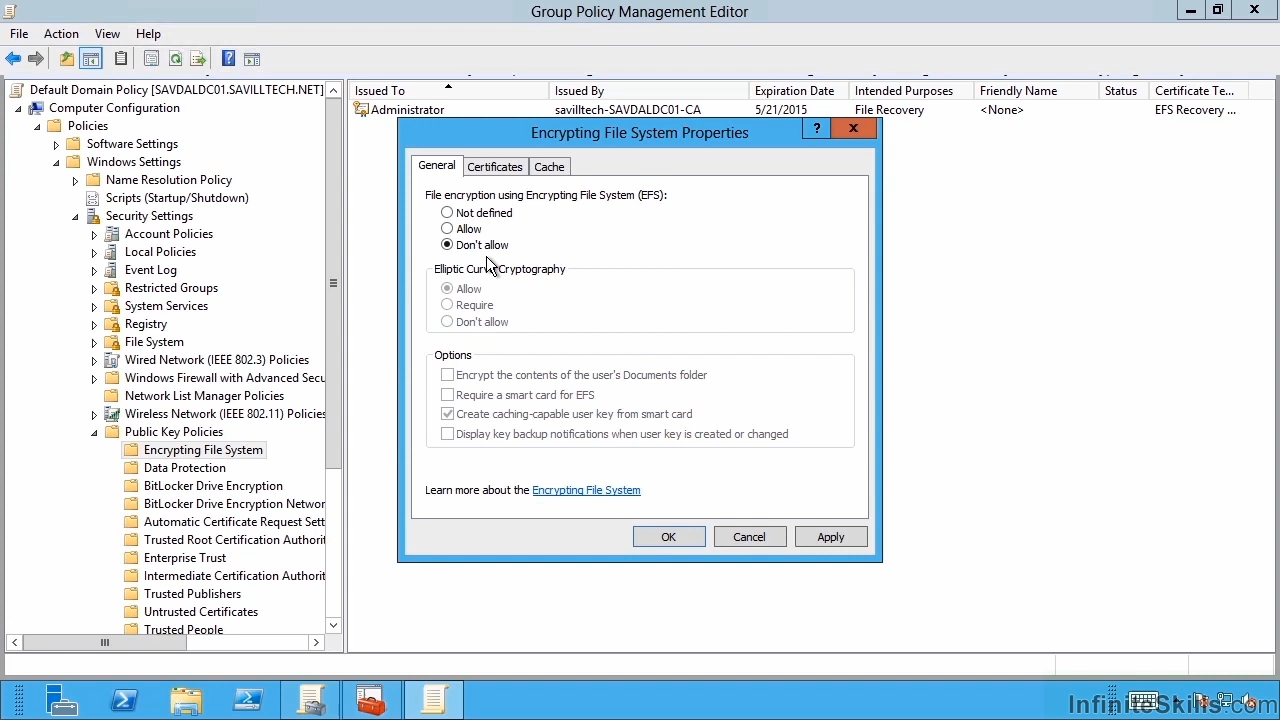 Group Policy Management Editor
File Action View Help
Default Domain Policy [SAVDALDC01.SAVILLTECH.NET]
Computer Configuration
Policies
Software Settings
Windows Settings
Name Resolution Policy
Scripts (Startup/Shutdown)
Security Settings
Account Policies
Local Policies
Event Log
Restricted Groups
System Services
Registry
File System
Wired Network (IEEE 802.3) Policies
Windows Firewall with Advanced Secu
Network List Manager Policies
Wireless Network (IEEE 802.11) Policies
Public Key Policies
Encrypting File System
Data Protection
BitLocker Drive Encryption
BitLocker Drive Encryption Networ
Automatic Certificate Request Sett
Trusted Root Certification Authorit
Enterprise Trust
Intermediate Certification Authorit
Trusted Publishers
Untrusted Certificates
Trusted People
Issued To Issued By Expiration Date Intended Purposes Friendly Name Status Certificate Te...
Administrator savilltech-SAVDALDC01-CA 5/21/2015 File Recovery <None> EFS Recovery ...
Encrypting File System Properties
General Certificates Cache
File encryption using Encrypting File System (EFS):
Not defined
Allow
Don't allow
Elliptic Curve Cryptography
Allow
Require
Don't allow
Options
Encrypt the contents of the user's Documents folder
Require a smart card for EFS
Create caching-capable user key from smart card
Display key backup notifications when user key is created or changed
Learn more about the Encrypting File System
OK Cancel Apply
InfiniteSkills.com